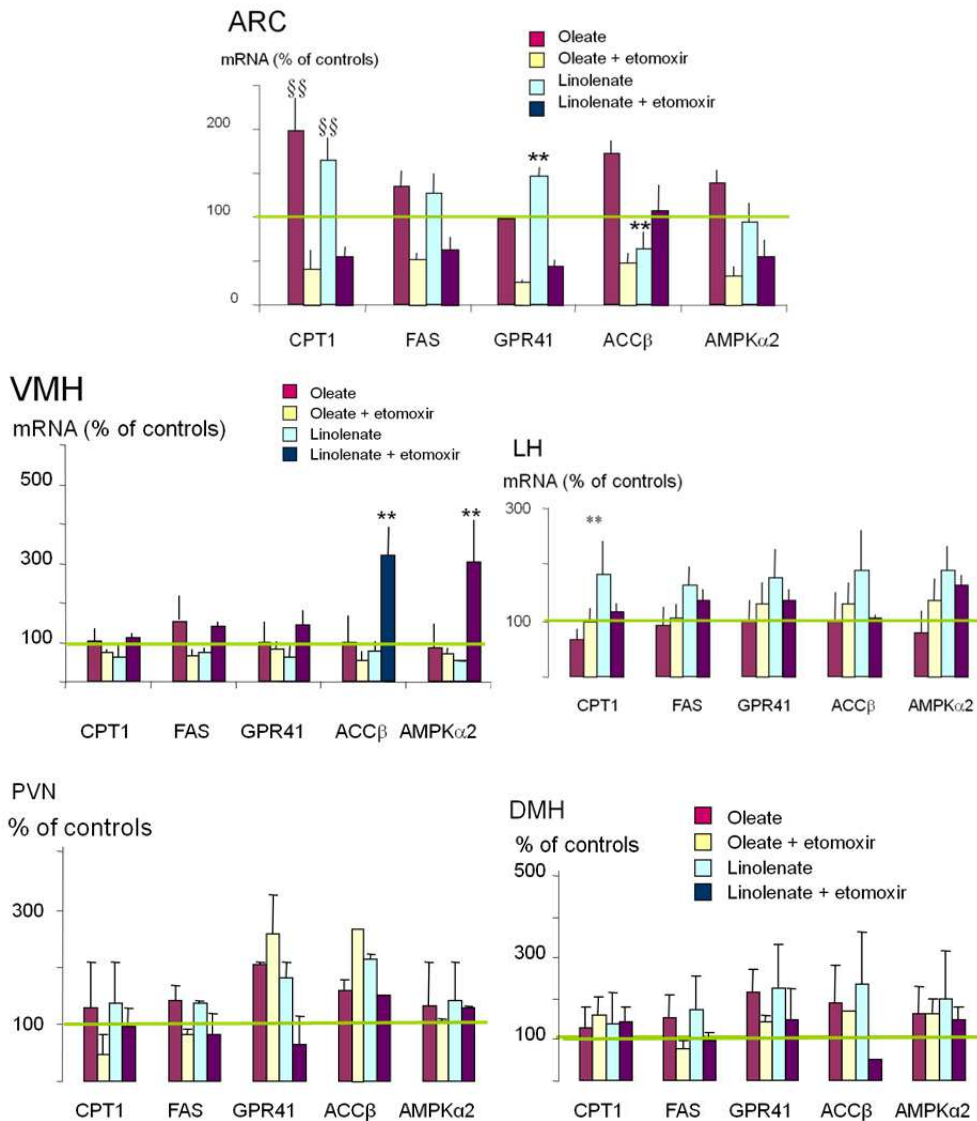 ARC
mRNA (% of controls)
Oleate
Oleate + etomoxir
Linolenate
Linolenate + etomoxir
§§
§§
**
**
200
100
0
CPT1 FAS GPR41 ACCβ AMPKα2
VMH
mRNA (% of controls)
Oleate
Oleate + etomoxir
Linolenate
Linolenate + etomoxir
500
300
100
**
**
CPT1 FAS GPR41 ACCβ AMPKα2
LH
mRNA (% of controls)
300
100
**
CPT1 FAS GPR41 ACCβ AMPKα2
PVN
% of controls
300
100
CPT1 FAS GPR41 ACCβ AMPKα2
DMH
% of controls
Oleate
Oleate + etomoxir
Linolenate
Linolenate + etomoxir
500
300
100
CPT1 FAS GPR41 ACCβ AMPKα2